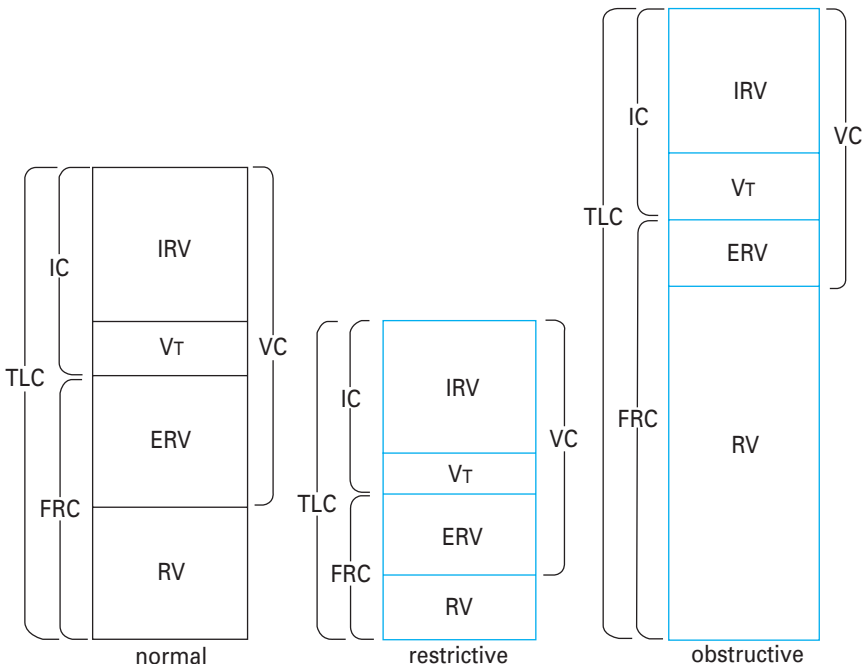 IRV
VT
ERV
RV
IC
FRC
TLC
VC
normal
IRV
VT
ERV
RV
IC
FRC
TLC
VC
restrictive
IRV
VT
ERV
RV
IC
FRC
TLC
VC
obstructive